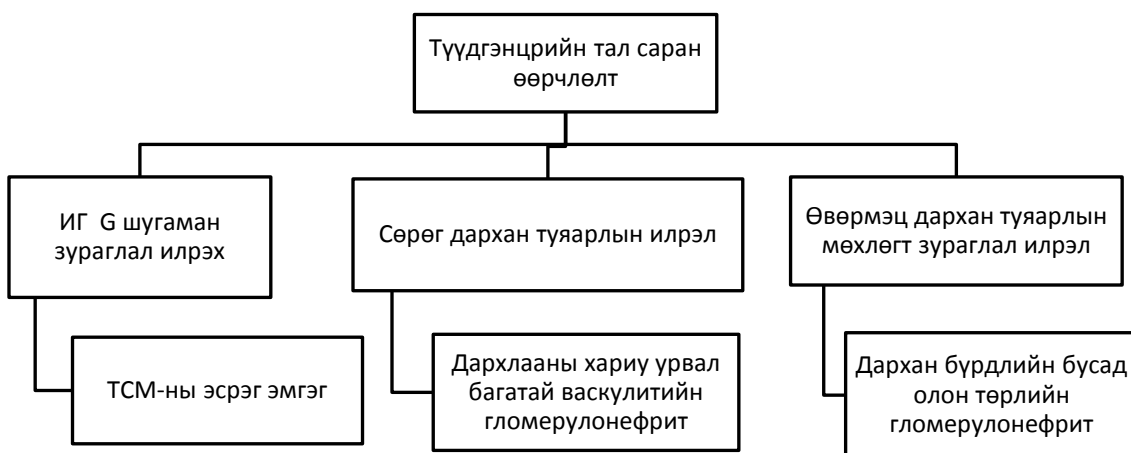 Түүдгэнцрийн тал саран
өөрчлөлт
ИГ G шугаман
зураглал илрэх
Сөрөг дархан туяарлын илрэл
Өвөрмэц дархан туяарлын
мөхлөгт зураглал илрэл
ТСМ-ны эсрэг эмгэг
Дархлааны хариу урвал
багатай васкулитийн
гломерулонефрит
Дархан бүрдлийн бусад
олон төрлийн
гломерулонефрит